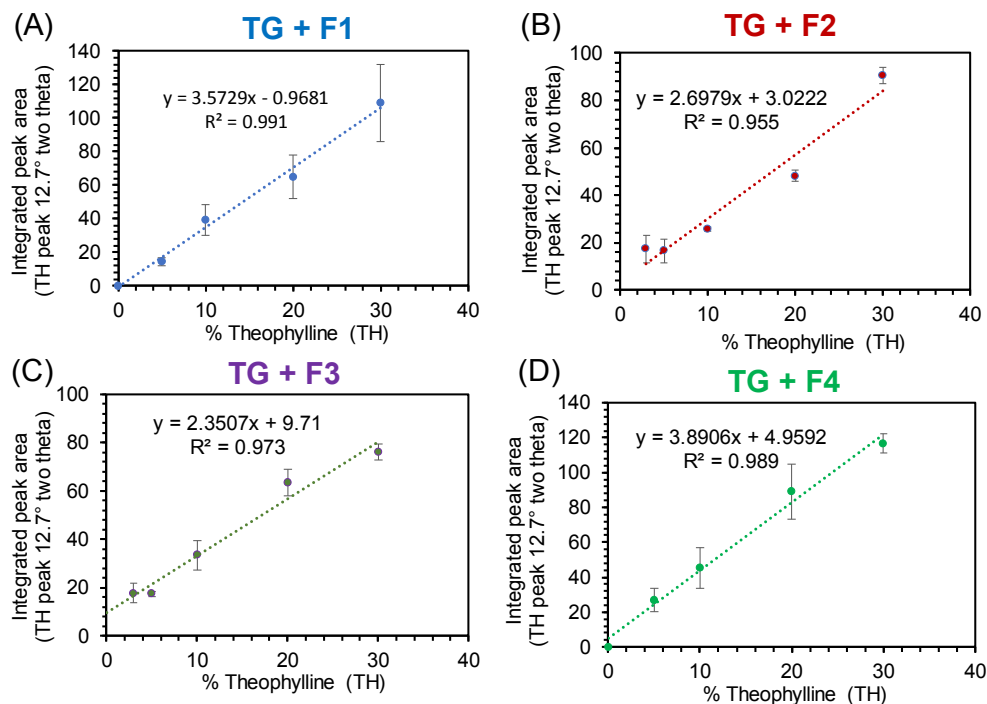 (A)
TG + F1
Integrated peak area
(TH peak 12.7° two theta)
140
120
100
80
60
40
20
0
y = 3.5729x - 0.9681
R² = 0.991
0 10 20 30 40
% Theophylline (TH)
(B)
TG + F2
Integrated peak area
(TH peak 12.7° two theta)
100
80
60
40
20
0
y = 2.6979x + 3.0222
R² = 0.955
0 10 20 30 40
% Theophylline (TH)
(C)
TG + F3
Integrated peak area
(TH peak 12.7° two theta)
100
80
60
40
20
0
y = 2.3507x + 9.71
R² = 0.973
0 10 20 30 40
% Theophylline (TH)
(D)
TG + F4
Integrated peak area
(TH peak 12.7° two theta)
140
120
100
80
60
40
20
0
y = 3.8906x + 4.9592
R² = 0.989
0 10 20 30 40
% Theophylline (TH)